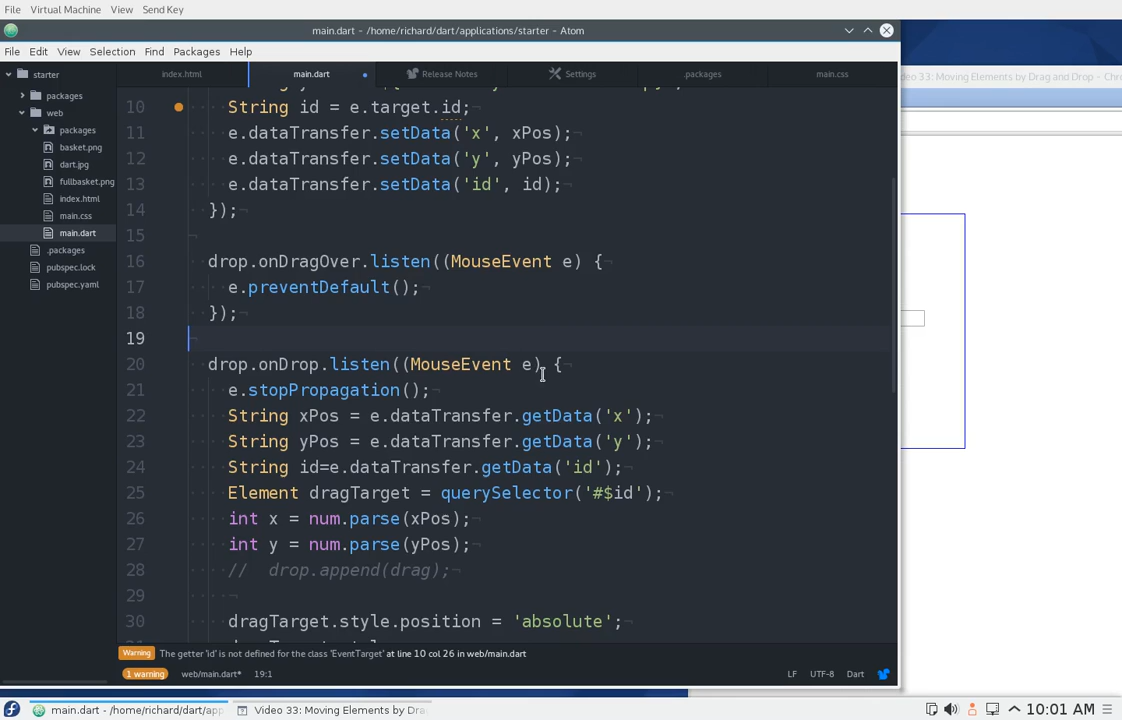 File Virtual Machine View Send Key
main.dart - /home/richard/dart/applications/starter - Atom
File Edit View Selection Find Packages Help
starter
packages
web
packages
basket.png
dart.jpg
fullbasket.png
index.html
main.css
main.dart
.packages
pubspec.lock
pubspec.yaml
index.html main.dart Release Notes Settings .packages main.css
10 String id = e.target.id;
11 e.dataTransfer.setData('x', xPos);
12 e.dataTransfer.setData('y', yPos);
13 e.dataTransfer.setData('id', id);
14 });
15
16 drop.onDragOver.listen((MouseEvent e) {
17 e.preventDefault();
18 });
19
20 drop.onDrop.listen((MouseEvent e) {
21 e.stopPropagation();
22 String xPos = e.dataTransfer.getData('x');
23 String yPos = e.dataTransfer.getData('y');
24 String id=e.dataTransfer.getData('id');
25 Element dragTarget = querySelector('#$id');
26 int x = num.parse(xPos);
27 int y = num.parse(yPos);
28 // drop.append(drag);
29
30 dragTarget.style.position = 'absolute';
Warning The getter 'id' is not defined for the class 'EventTarget' at line 10 col 26 in web/main.dart
1 warning web/main.dart* 19:1 LF UTF-8 Dart
Video 33: Moving Elements by Drag and Drop - Chro
main.dart - /home/richard/dart/app Video 33: Moving Elements by Dra 10:01 AM